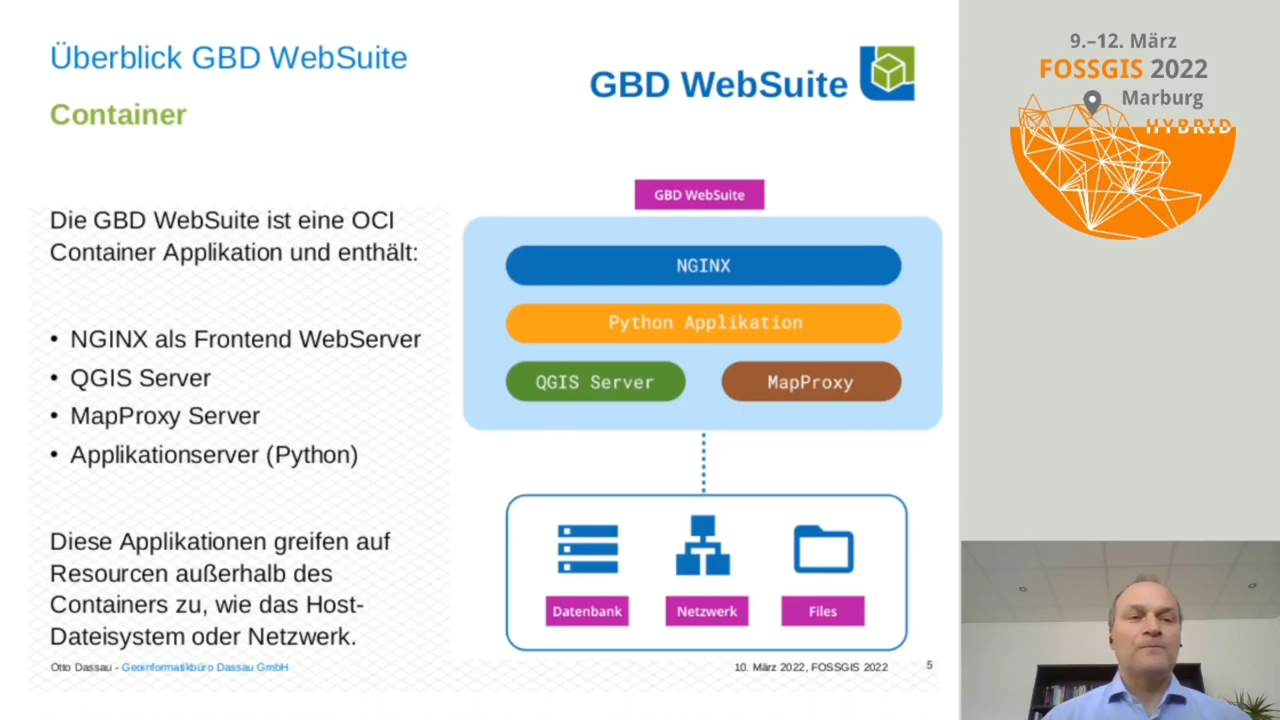 Überblick GBD WebSuite
Container
GBD WebSuite
Die GBD WebSuite ist eine OCI
Container Applikation und enthält:
• NGINX als Frontend WebServer
• QGIS Server
• MapProxy Server
• Applikationserver (Python)
Diese Applikationen greifen auf
Resourcen außerhalb des
Containers zu, wie das Host-
Dateisystem oder Netzwerk.
GBD WebSuite
NGINX
Python Applikation
QGIS Server
MapProxy
Datenbank
Netzwerk
Files
Otto Dassau - Geoinformatikbüro Dassau GmbH
10. März 2022, FOSSGIS 2022
5
9.–12. März
FOSSGIS 2022
Marburg
HYBRID